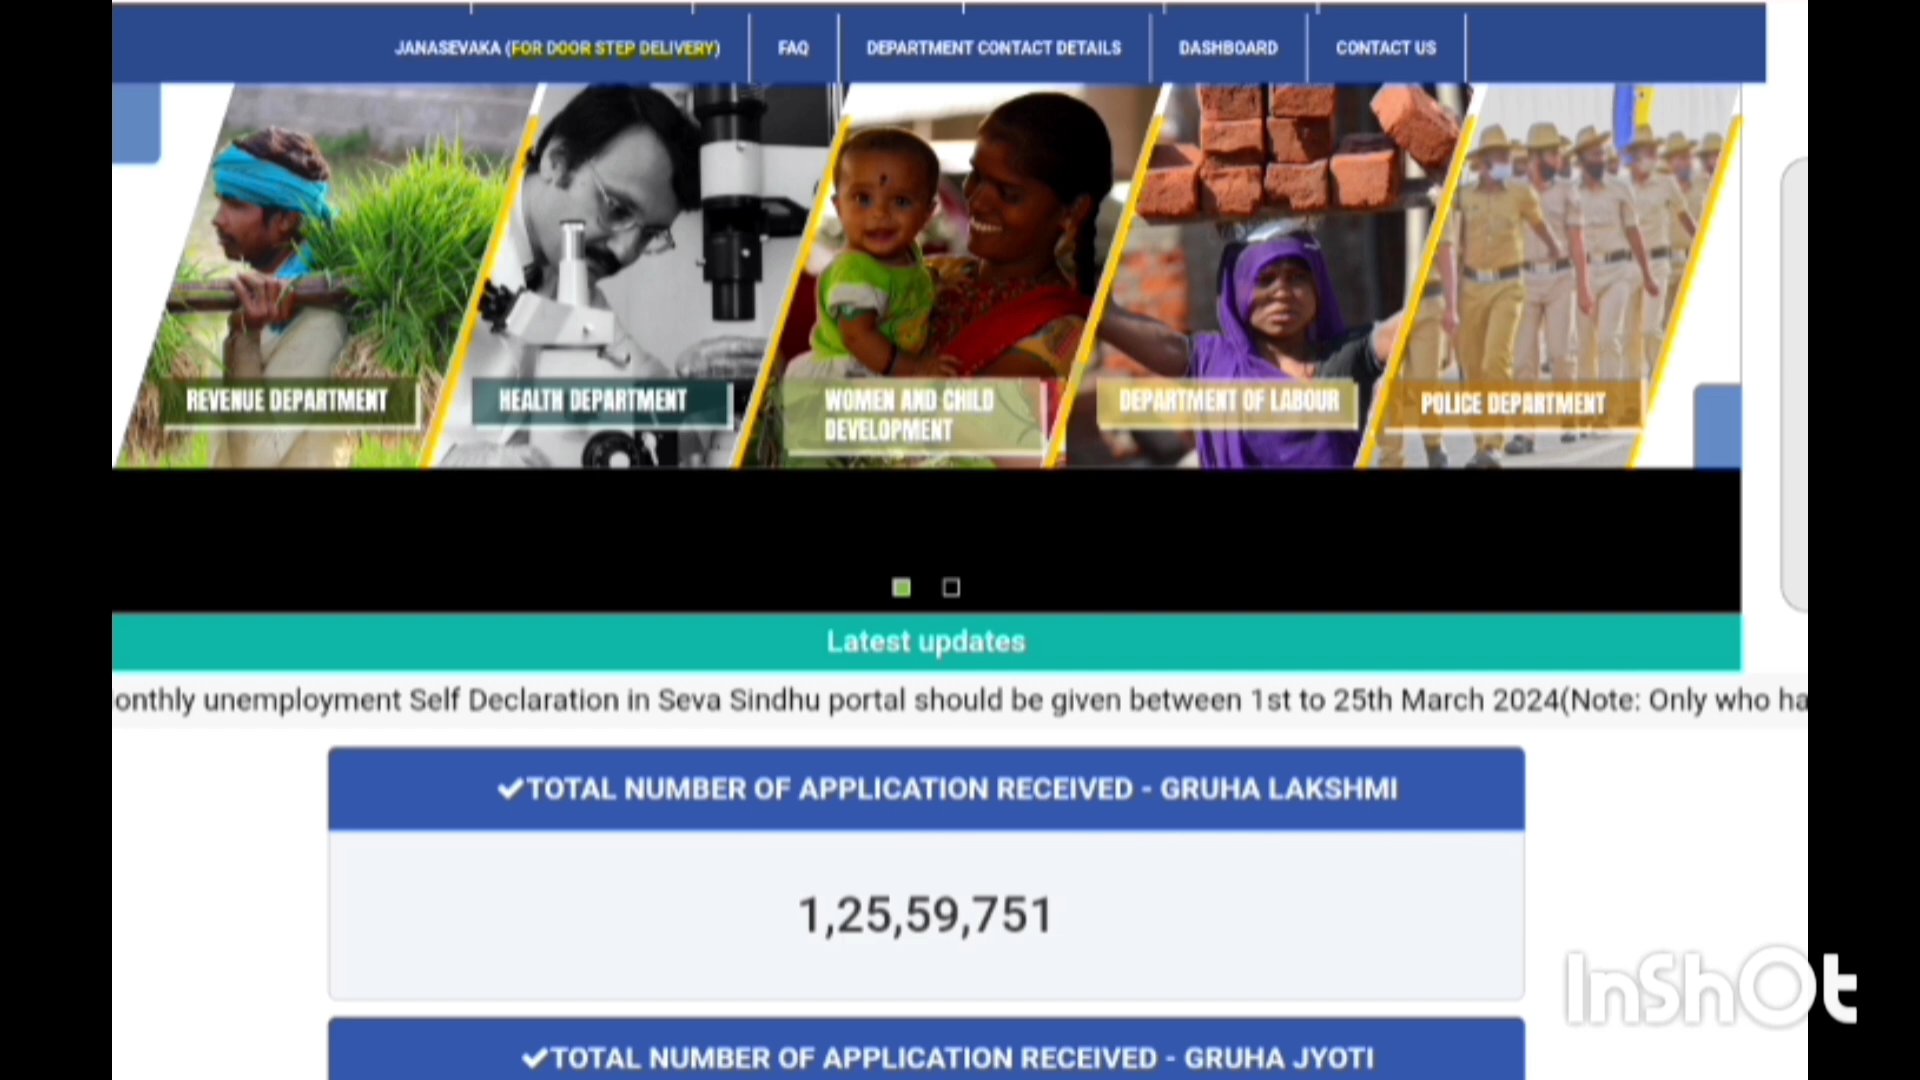 JANASEVAKA (FOR DOOR STEP DELIVERY)
FAQ
DEPARTMENT CONTACT DETAILS
DASHBOARD
CONTACT US
REVENUE DEPARTMENT
HEALTH DEPARTMENT
WOMEN AND CHILD
DEVELOPMENT
DEPARTMENT OF LABOUR
POLICE DEPARTMENT
Latest updates
onthly unemployment Self Declaration in Seva Sindhu portal should be given between 1st to 25th March 2024(Note: Only who ha
✔TOTAL NUMBER OF APPLICATION RECEIVED - GRUHA LAKSHMI
1,25,59,751
✔TOTAL NUMBER OF APPLICATION RECEIVED - GRUHA JYOTI
InShOt